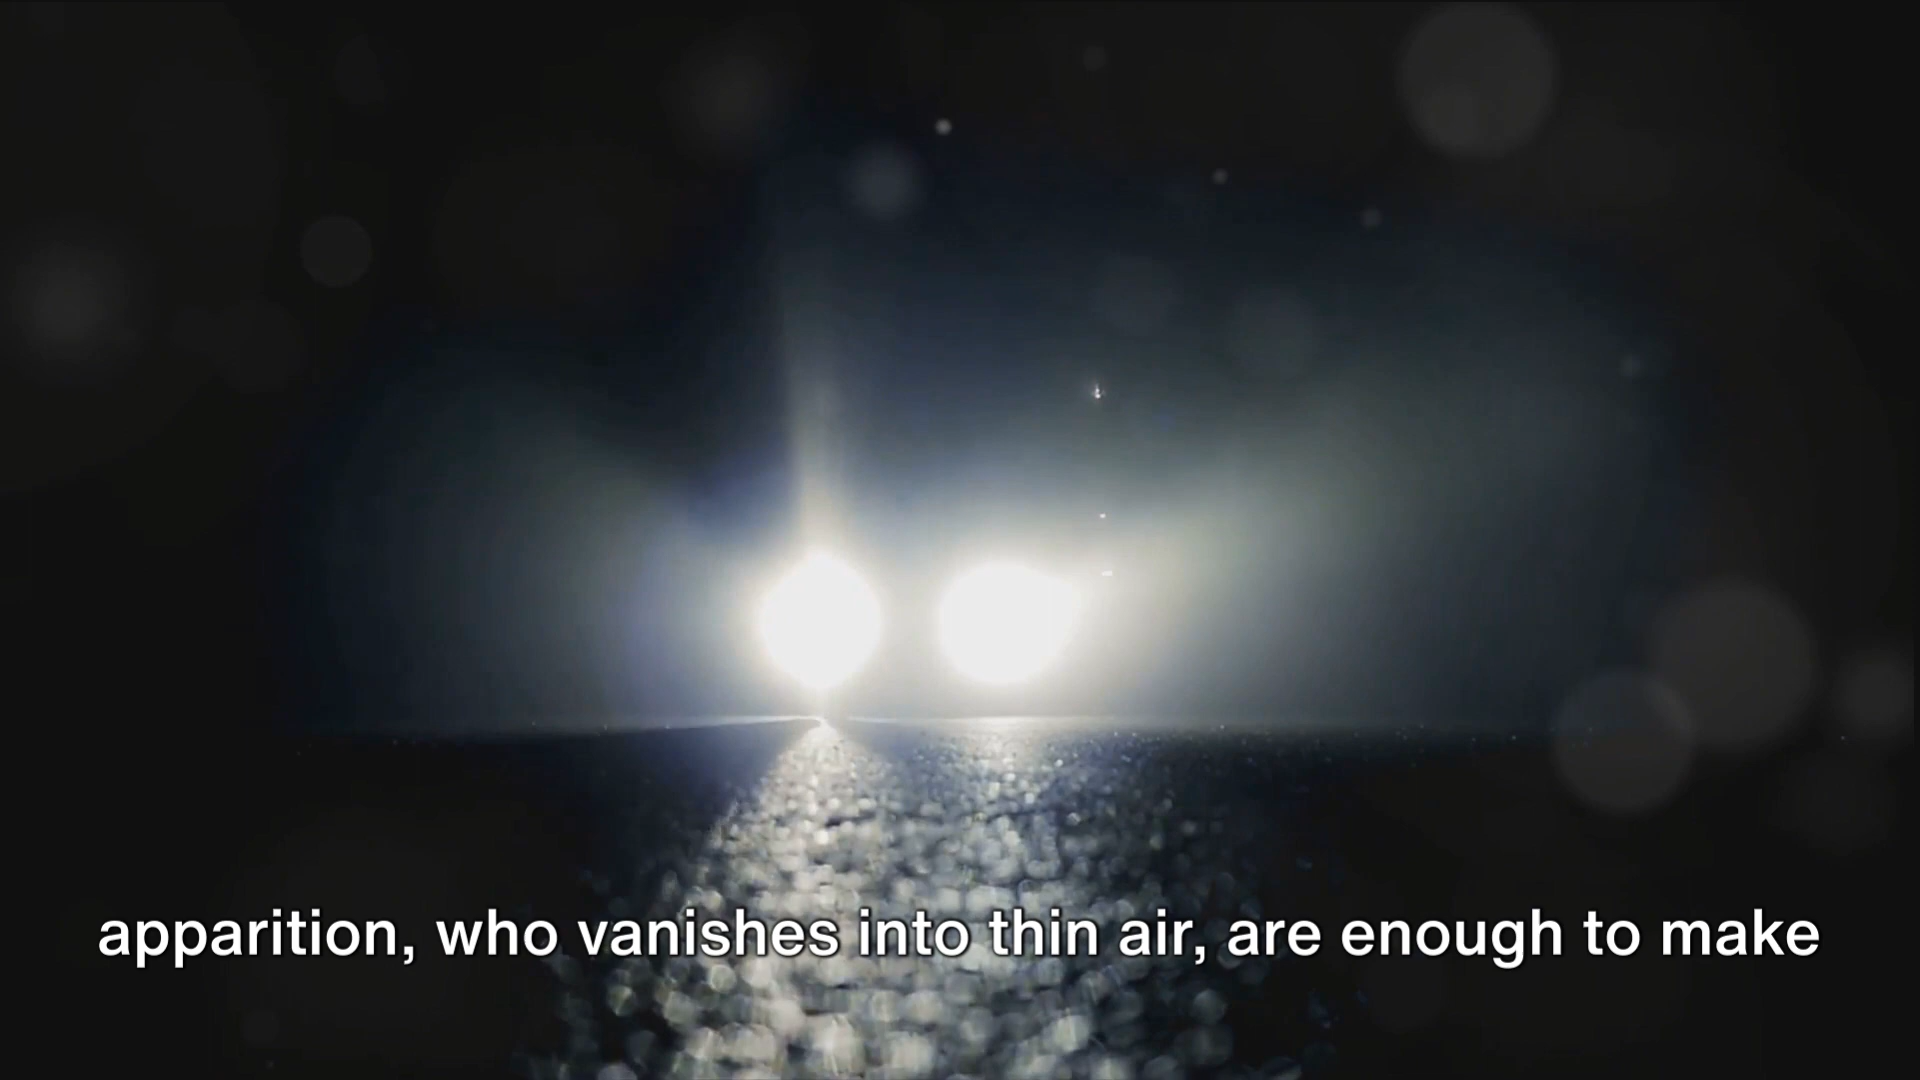 apparition, who vanishes into thin air, are enough to make